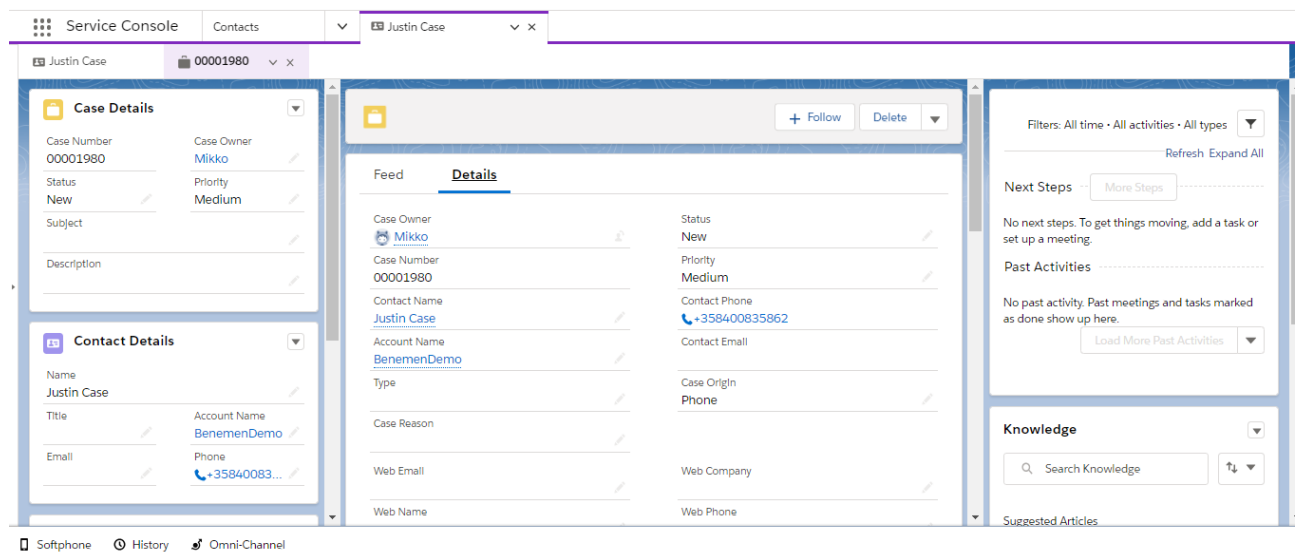 Service Console
Contacts
Justin Case
Justin Case
00001980
Case Details
Case Number
Case Owner
00001980
Mikko
Status
Priority
New
Medium
Subject
Description
Contact Details
Name
Justin Case
Title
Account Name
BenemenDemo
Email
Phone
+35840083...
+ Follow
Delete
Feed
Details
Case Owner
Status
Mikko
New
Case Number
Priority
00001980
Medium
Contact Name
Contact Phone
Justin Case
+358400835862
Account Name
Contact Email
BenemenDemo
Type
Case Origin
Phone
Case Reason
Web Email
Web Company
Web Name
Web Phone
Filters: All time • All activities • All types
Refresh Expand All
Next Steps
More Steps
No next steps. To get things moving, add a task or
set up a meeting.
Past Activities
No past activity. Past meetings and tasks marked
as done show up here.
Load More Past Activities
Knowledge
Search Knowledge
Suggested Articles
Softphone
History
Omni-Channel